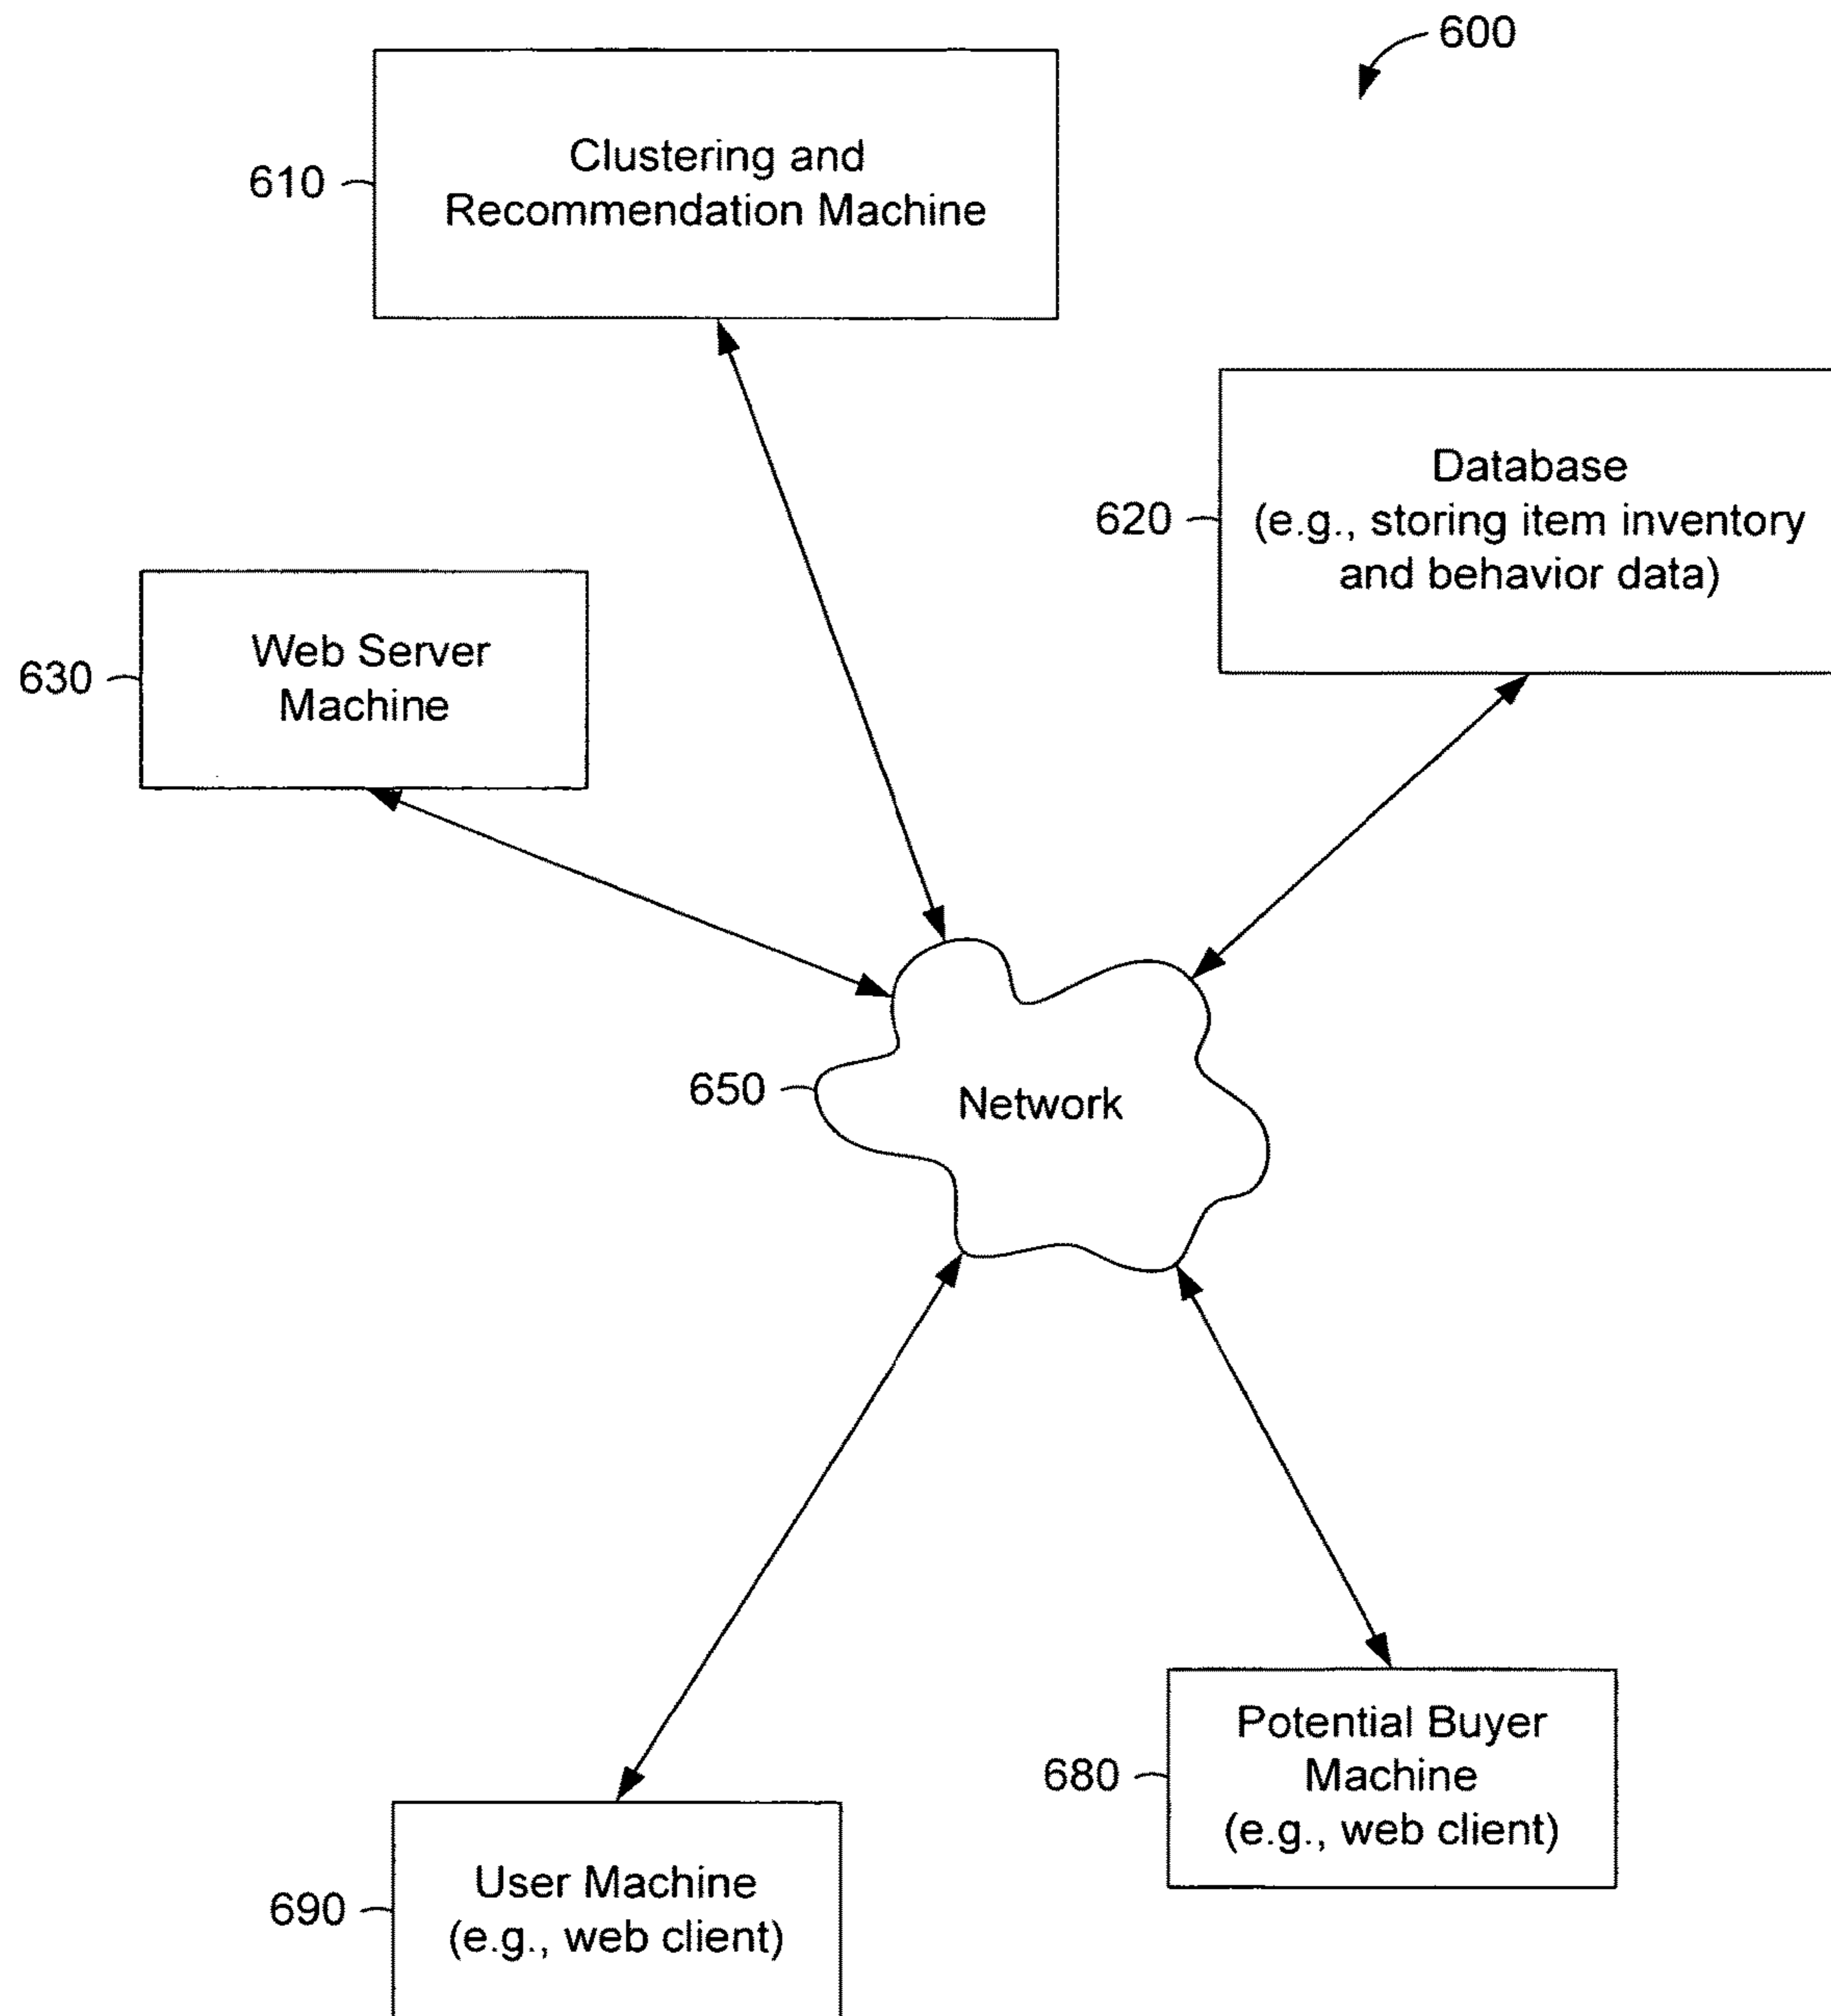 600
610
Clustering and
Recommendation Machine
620
Database
(e.g., storing item inventory
and behavior data)
630
Web Server
Machine
650
Network
680
Potential Buyer
Machine
(e.g., web client)
690
User Machine
(e.g., web client)